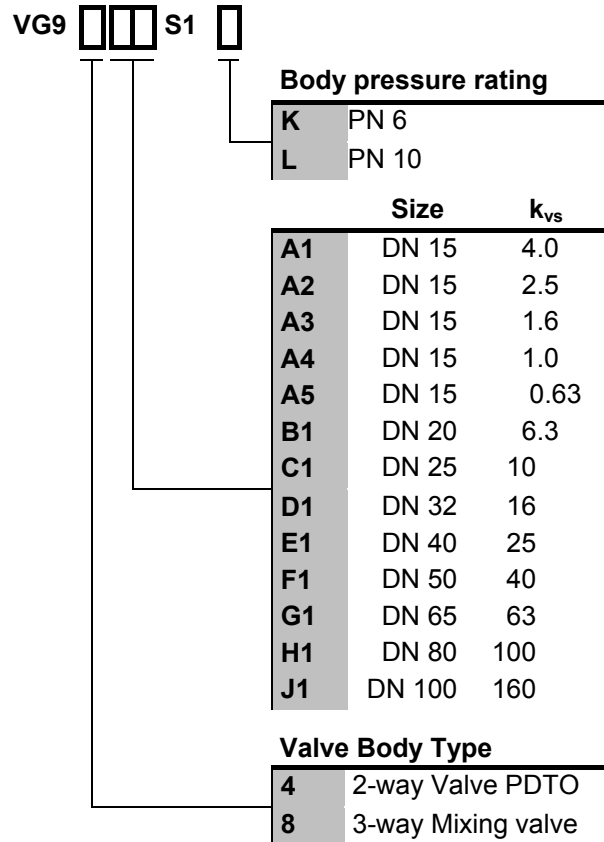 VG9 S1
Body pressure rating
K PN 6
L PN 10
Size kvs
A1 DN 15 4.0
A2 DN 15 2.5
A3 DN 15 1.6
A4 DN 15 1.0
A5 DN 15 0.63
B1 DN 20 6.3
C1 DN 25 10
D1 DN 32 16
E1 DN 40 25
F1 DN 50 40
G1 DN 65 63
H1 DN 80 100
J1 DN 100 160
Valve Body Type
4 2-way Valve PDTO
8 3-way Mixing valve